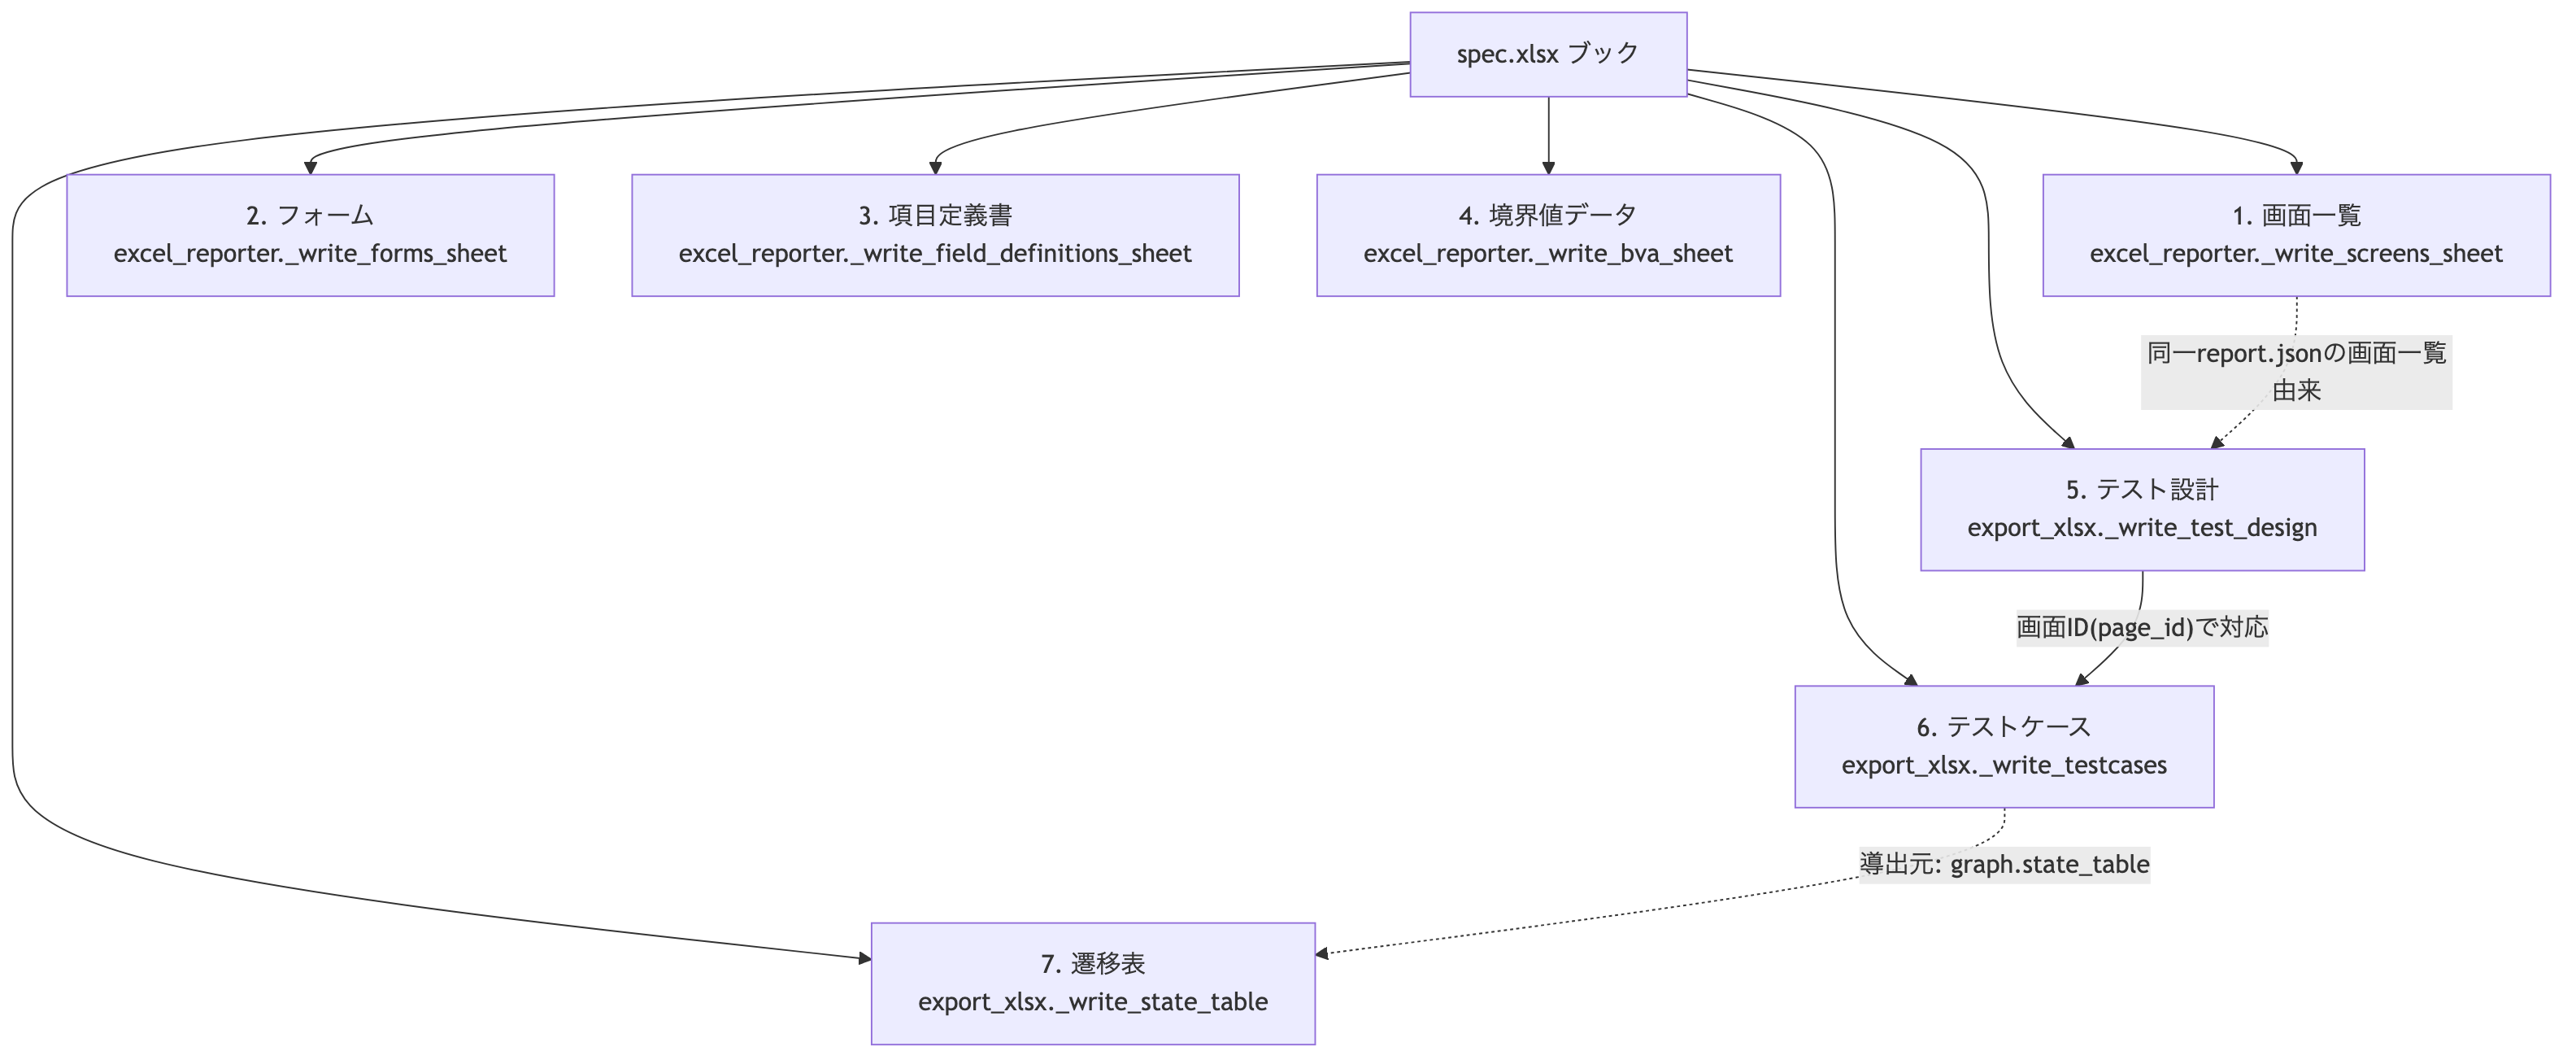 spec.xlsx ブック
2. フォーム
excel_reporter._write_forms_sheet
3. 項目定義書
excel_reporter._write_field_definitions_sheet
4. 境界値データ
excel_reporter._write_bva_sheet
1. 画面一覧
excel_reporter._write_screens_sheet
同一report.jsonの画面一覧
由来
5. テスト設計
export_xlsx._write_test_design
画面ID(page_id)で対応
6. テストケース
export_xlsx._write_testcases
導出元: graph.state_table
7. 遷移表
export_xlsx._write_state_table